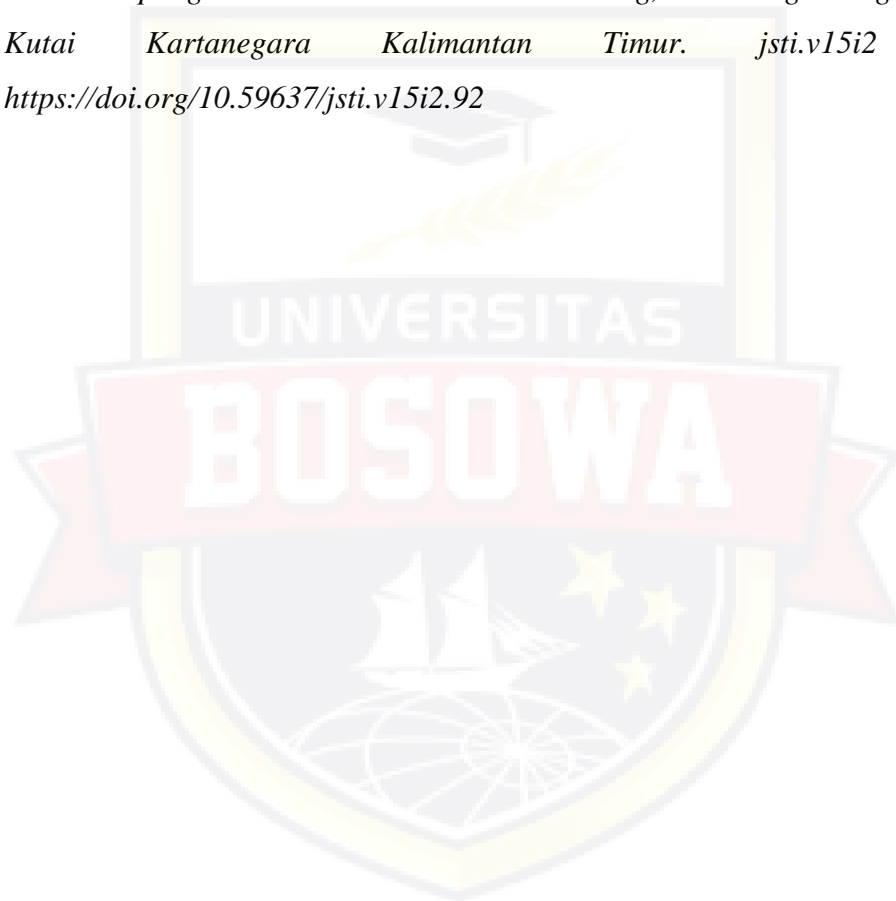 Kutai Kartanegara Kalimantan Timur. jsti.v15i2
https://doi.org/10.59637/jsti.v15i2.92
UNIVERSITAS
BOSOWA